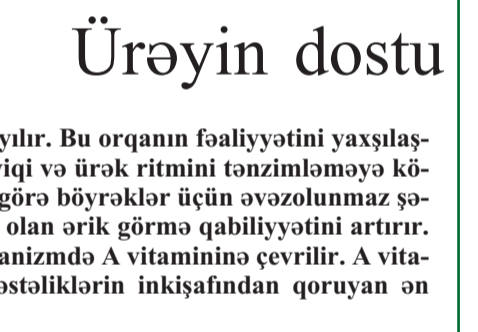 Ürəyin dostu
yılır. Bu orqanın fəaliyyətini yaxşılaş-
iqi və ürək ritmini tənzimləməyə kö-
görə böyrəklər üçün əvəzolunmaz şə-
olan ərik görmə qabiliyyətini artırır.
anizmdə A vitamininə çevrilir. A vita-
əstəliklərin inkişafından qoruyan ən